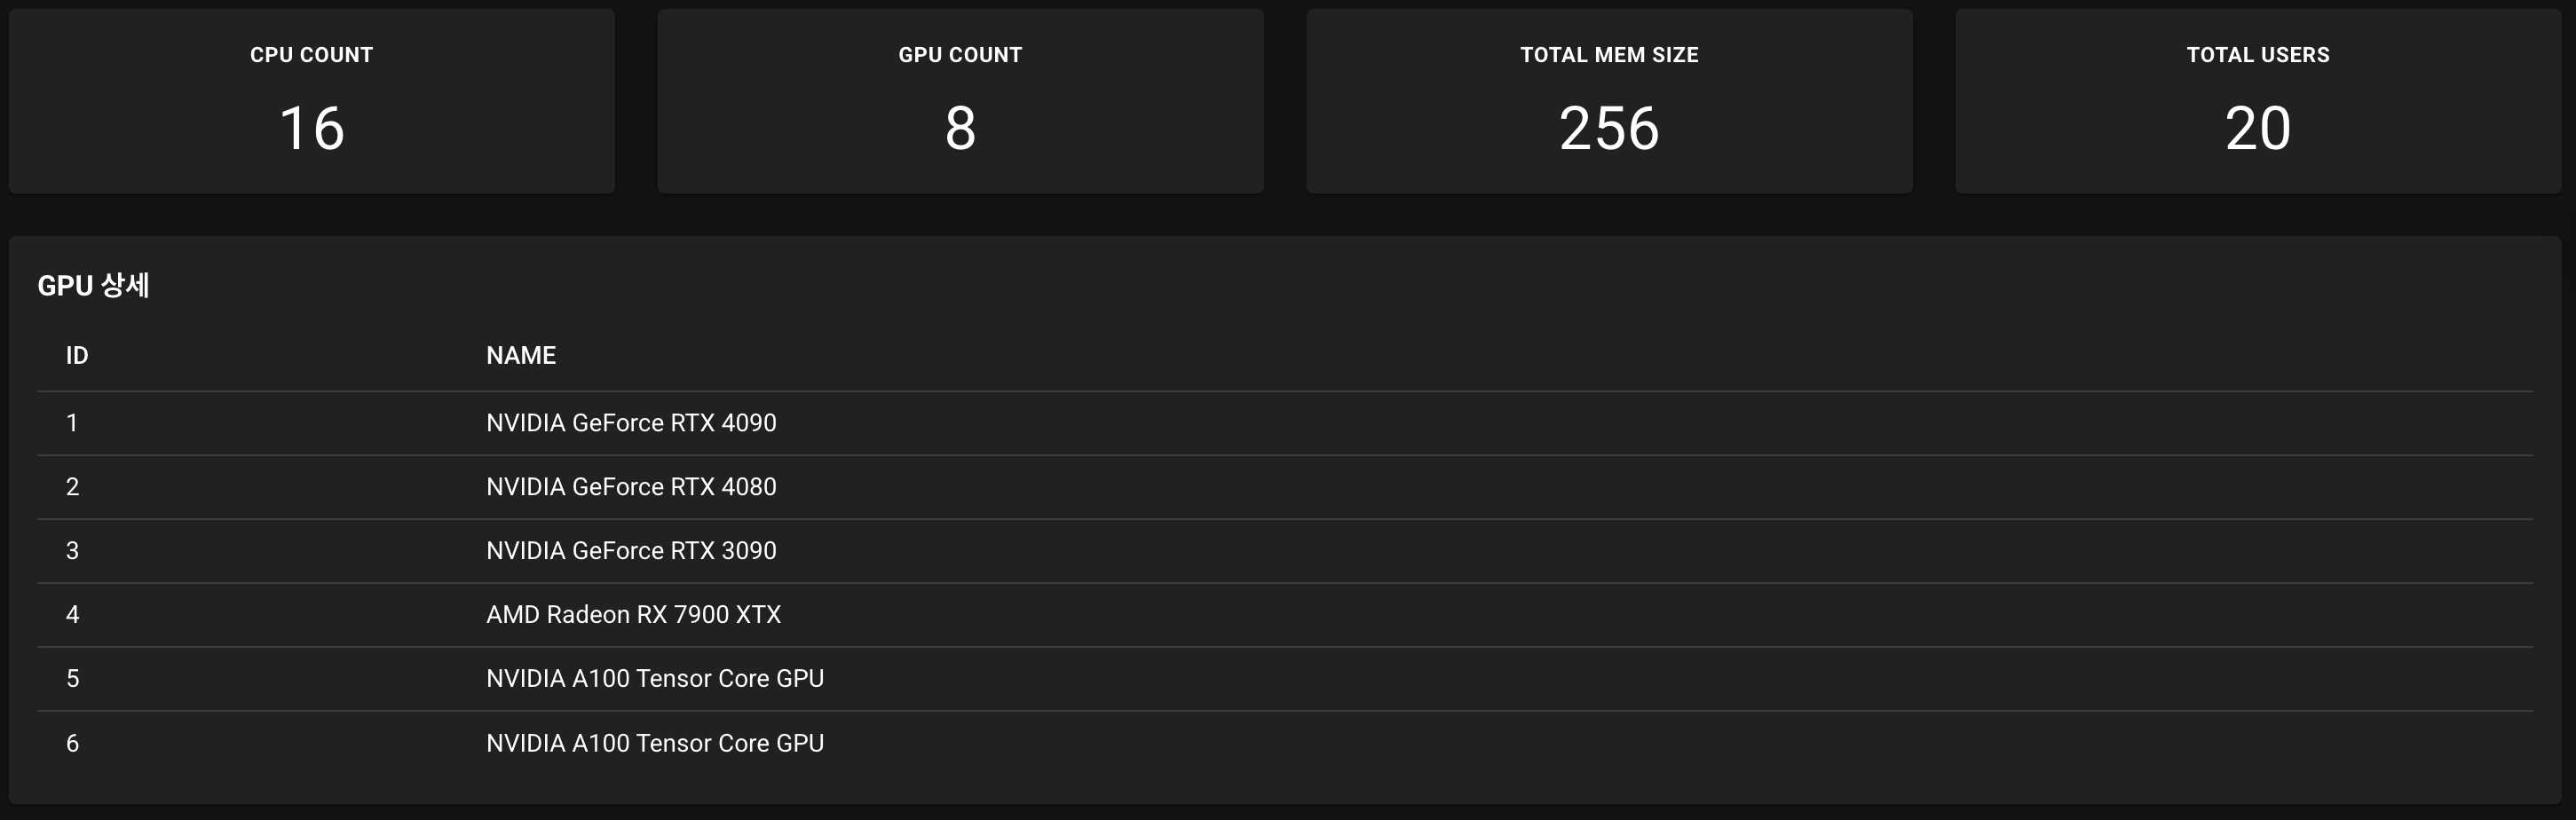 CPU COUNT
16
GPU COUNT
8
TOTAL MEM SIZE
256
TOTAL USERS
20
GPU 상세
ID NAME
1 NVIDIA GeForce RTX 4090
2 NVIDIA GeForce RTX 4080
3 NVIDIA GeForce RTX 3090
4 AMD Radeon RX 7900 XTX
5 NVIDIA A100 Tensor Core GPU
6 NVIDIA A100 Tensor Core GPU